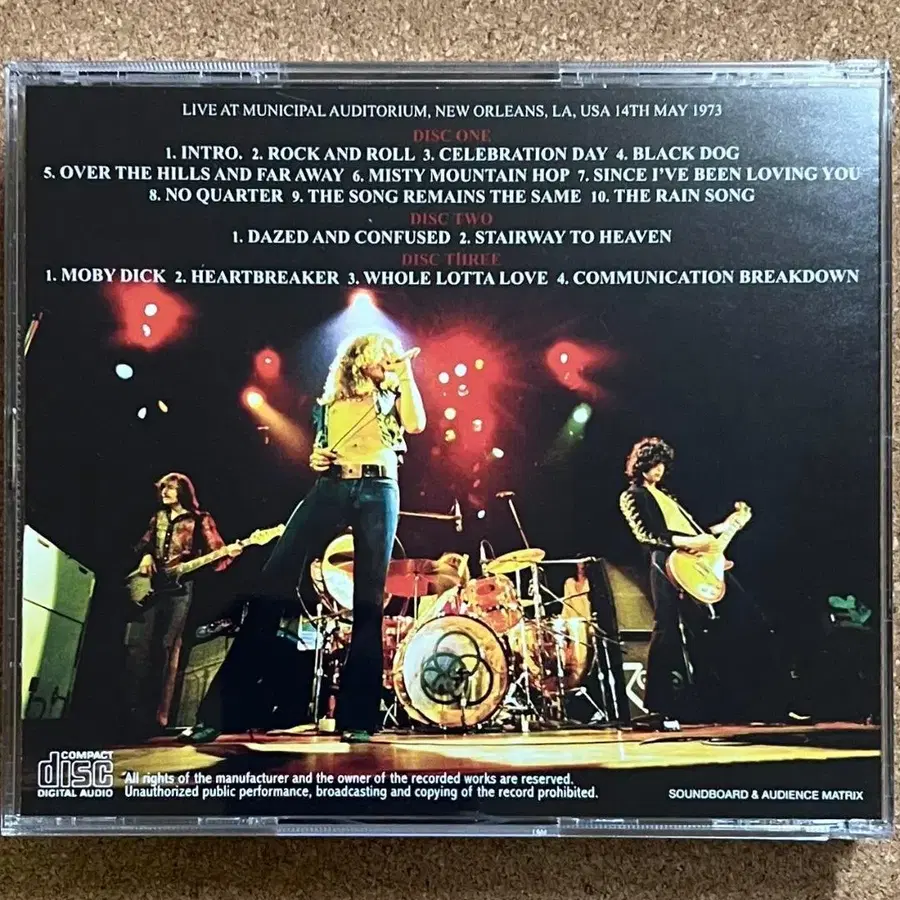 LIVE AT MUNICIPAL AUDITORIUM, NEW ORLEANS, LA, USA 14TH MAY 1973
DISC ONE
1. INTRO. 2. ROCK AND ROLL 3. CELEBRATION DAY 4. BLACK DOG
5. OVER THE HILLS AND FAR AWAY 6. MISTY MOUNTAIN HOP 7. SINCE I'VE BEEN LOVING YOU
8. NO QUARTER 9. THE SONG REMAINS THE SAME 10. THE RAIN SONG
DISC TWO
1. DAZED AND CONFUSED 2. STAIRWAY TO HEAVEN
DISC THREE
1. MOBY DICK 2. HEARTBREAKER 3. WHOLE LOTTA LOVE 4. COMMUNICATION BREAKDOWN
COMPACT
disc
DIGITAL AUDIO
All rights of the manufacturer and the owner of the recorded works are reserved.
Unauthorized public performance, broadcasting and copying of the record prohibited.
SOUNDBOARD & AUDIENCE MATRIX